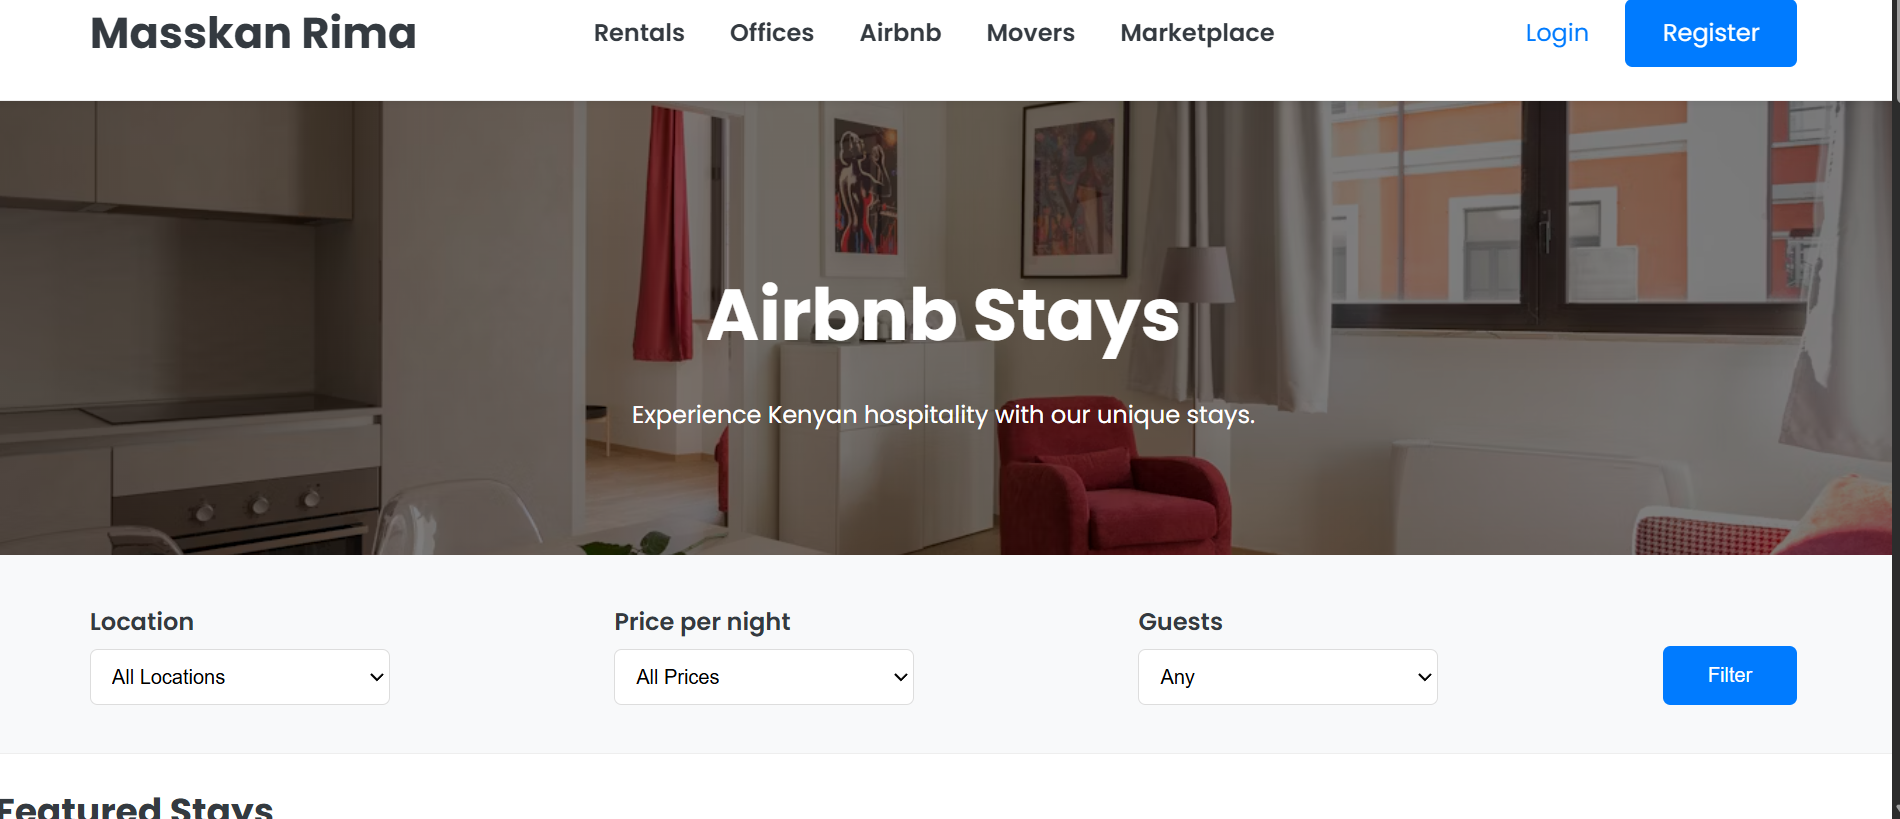 Masskan Rima
Rentals Offices Airbnb Movers Marketplace
Login Register
Airbnb Stays
Experience Kenyan hospitality with our unique stays.
Location Price per night Guests
All Locations All Prices Any Filter
Featured Stays